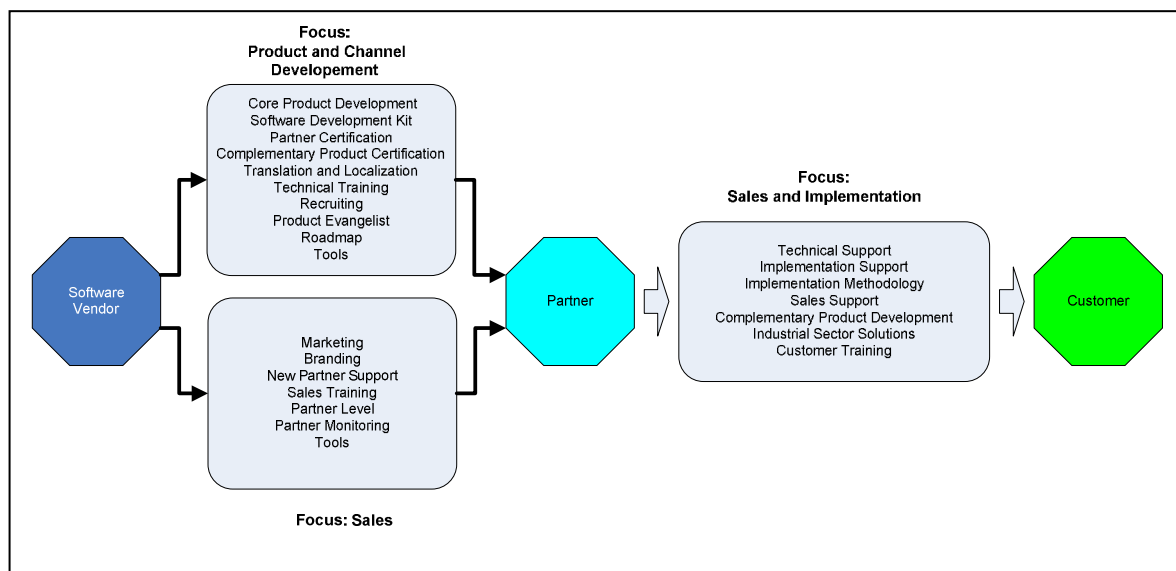 Focus:
Product and Channel
Developement
Core Product Development
Software Development Kit
Partner Certification
Complementary Product Certification
Translation and Localization
Technical Training
Recruiting
Product Evangelist
Roadmap
Tools
Software
Vendor
Marketing
Branding
New Partner Support
Sales Training
Partner Level
Partner Monitoring
Tools
Focus: Sales
Partner
Focus:
Sales and Implementation
Technical Support
Implementation Support
Implementation Methodology
Sales Support
Complementary Product Development
Industrial Sector Solutions
Customer Training
Customer